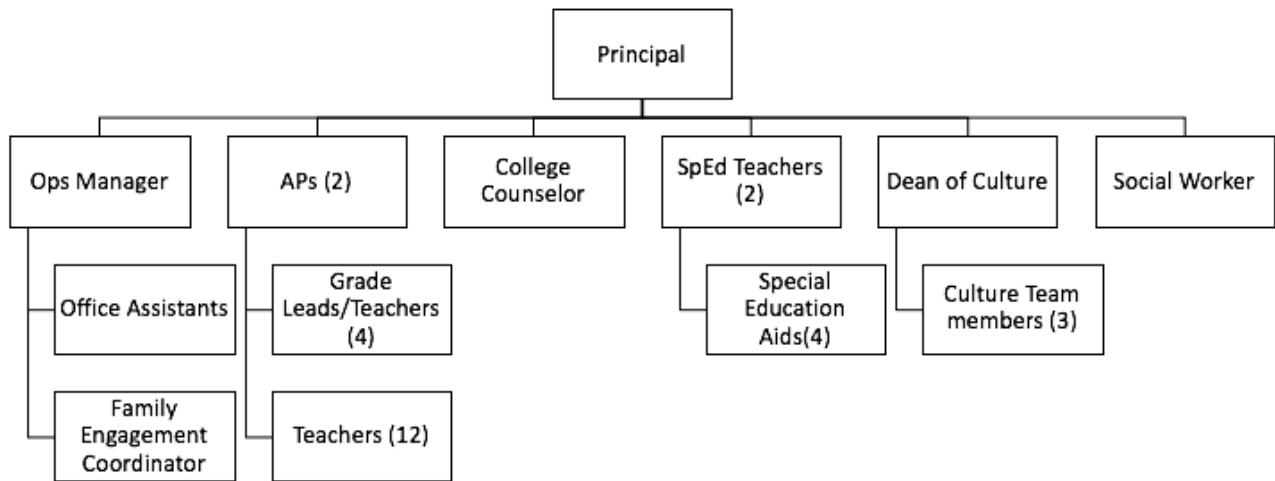 Principal
Ops Manager
APs (2)
College
Counselor
SpEd Teachers
(2)
Dean of Culture
Social Worker
Office Assistants
Grade
Leads/Teachers
(4)
Special
Education
Aids(4)
Culture Team
members (3)
Family
Engagement
Coordinator
Teachers (12)